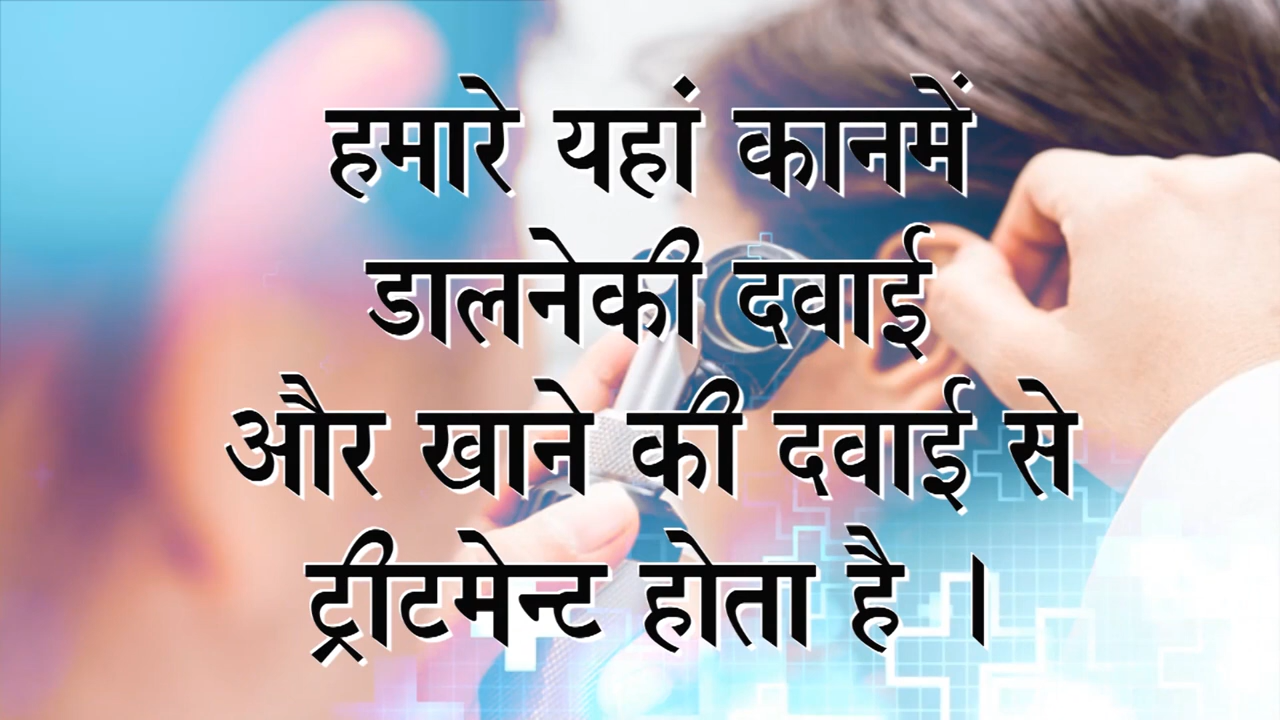 हमारे यहां कानमें
डालनेकी दवाई
और खाने की दवाई से
ट्रीटमेन्ट होता है ।